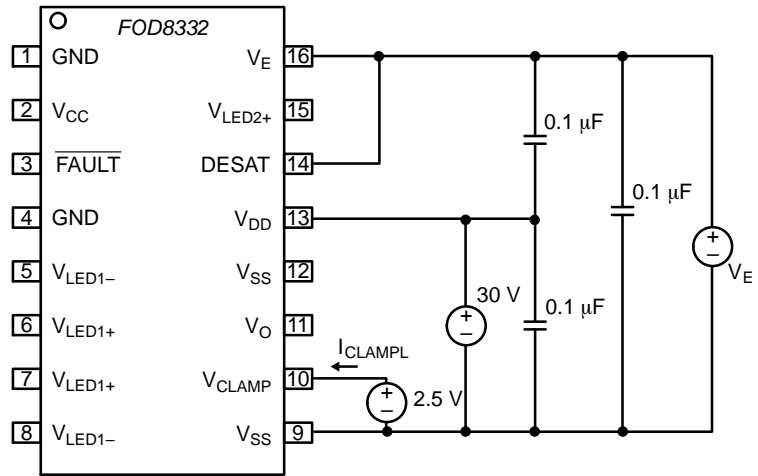 FOD8332
1 GND VE 16
2 VCC VLED2+ 15
3 FAULT DESAT 14
4 GND VDD 13
5 VLED1– VSS 12
6 VLED1+ VO 11
7 VLED1+ VCLAMP 10
8 VLED1– VSS 9
0.1 μF
0.1 μF
+
–
VE
30 V
+
–
0.1 μF
ICLAMPL
+
–
2.5 V